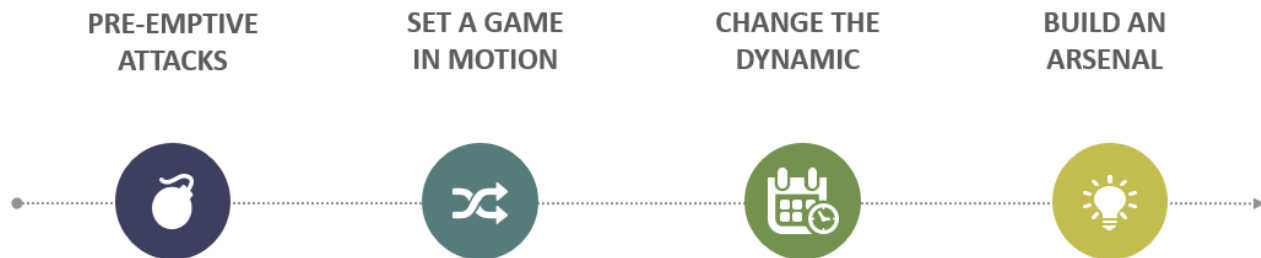 PRE-EMPTIVE
ATTACKS
SET A GAME
IN MOTION
CHANGE THE
DYNAMIC
BUILD AN
ARSENAL